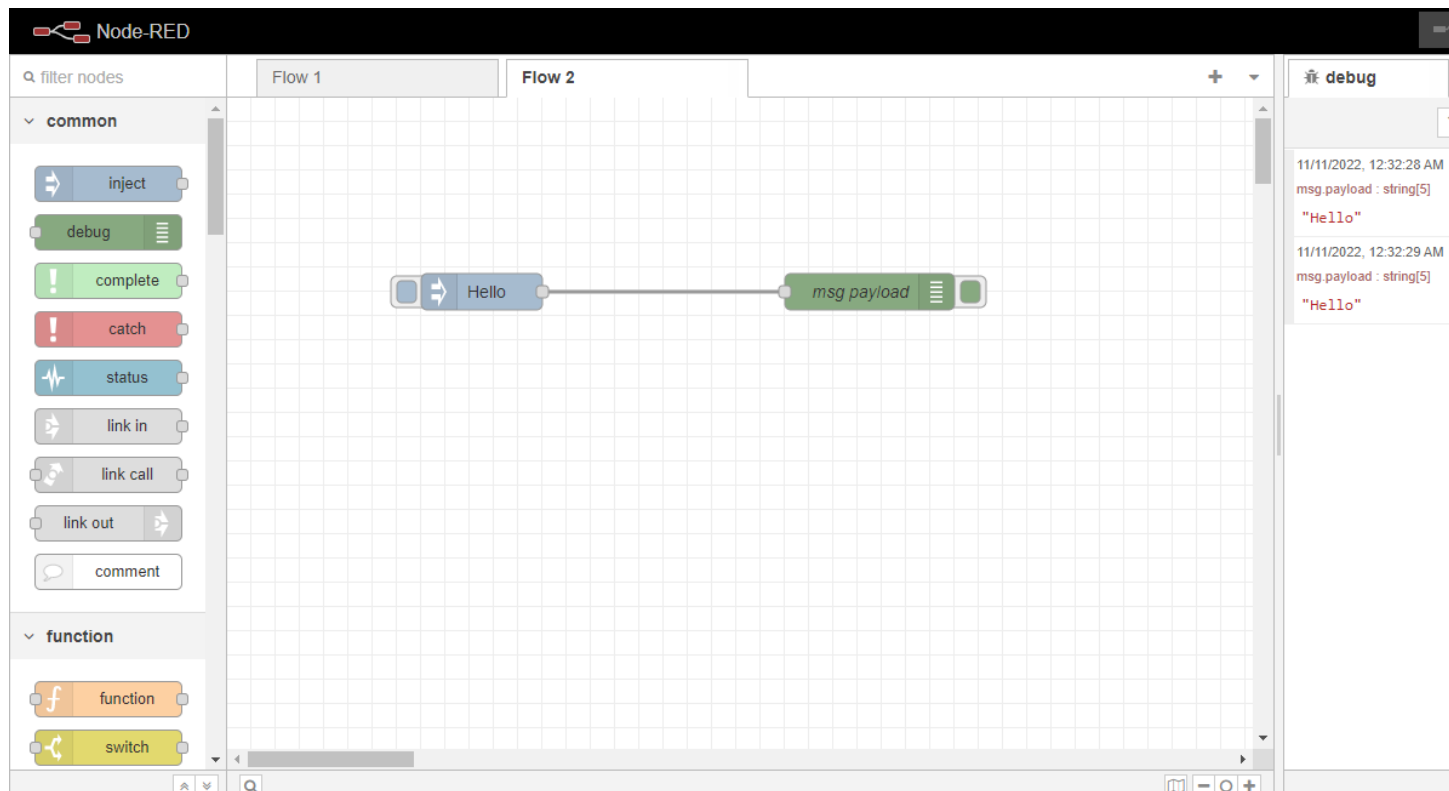 Node-RED
filter nodes
Flow 1
Flow 2
debug
common
inject
debug
complete
catch
status
link in
link call
link out
comment
function
function
switch
Hello
msg payload
11/11/2022, 12:32:28 AM
msg.payload : string[5]
"Hello"
11/11/2022, 12:32:29 AM
msg.payload : string[5]
"Hello"